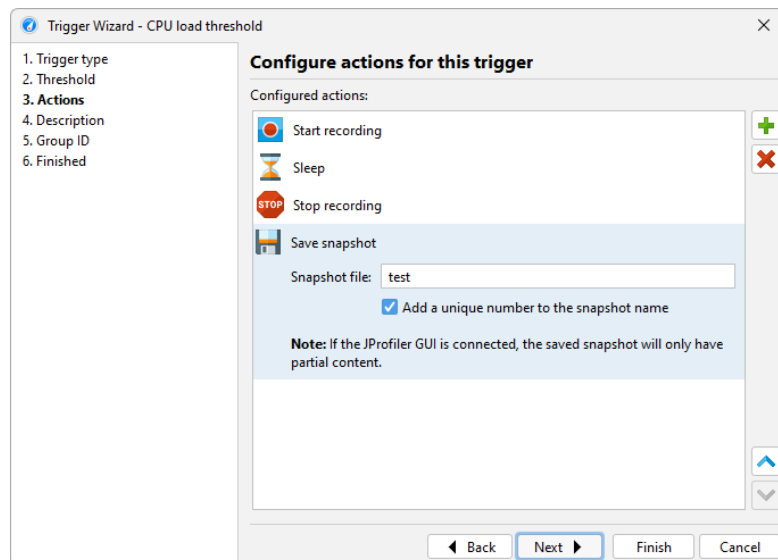 Trigger Wizard - CPU load threshold
1. Trigger type
2. Threshold
3. Actions
4. Description
5. Group ID
6. Finished
Configure actions for this trigger
Configured actions:
Start recording
Sleep
STOP
Stop recording
Save snapshot
Snapshot file: test
Add a unique number to the snapshot name
Note: If the JProfiler GUI is connected, the saved snapshot will only have
partial content.
Back Next Finish Cancel